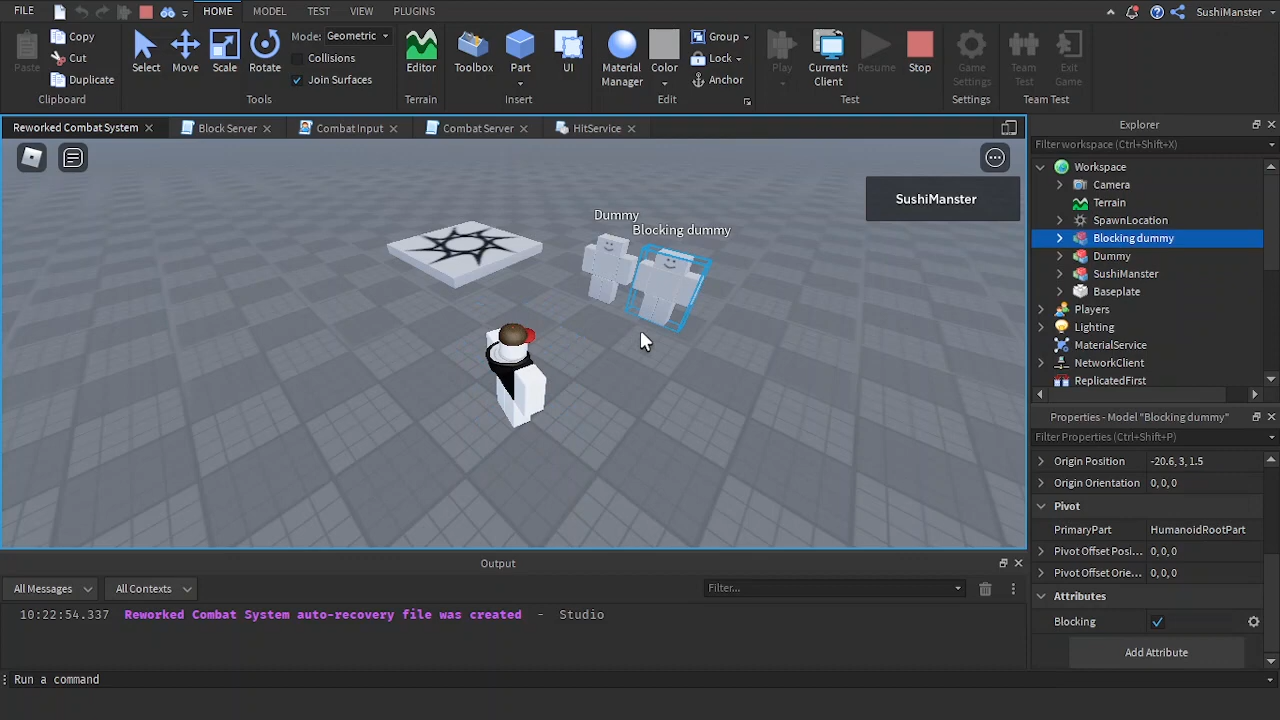 FILE HOME MODEL TEST VIEW PLUGINS SushiManster
Paste Copy Cut Duplicate Clipboard
Select Move Scale Rotate Mode: Geometric Collisions Join Surfaces Tools
Editor Terrain
Toolbox Part UI Insert
Material Manager Color Group Lock Anchor Edit
Play Current: Client Resume Stop Test
Game Settings Settings
Team Test Exit Game Team Test
Reworked Combat System Block Server Combat Input Combat Server HitService
SushiManster
Dummy
Blocking dummy
Explorer
Filter workspace (Ctrl+Shift+X)
Workspace
Camera
Terrain
SpawnLocation
Blocking dummy
Dummy
SushiManster
Baseplate
Players
Lighting
MaterialService
NetworkClient
ReplicatedFirst
Properties - Model "Blocking dummy"
Filter Properties (Ctrl+Shift+P)
Origin Position -20.6, 3, 1.5
Origin Orientation 0, 0, 0
Pivot
PrimaryPart HumanoidRootPart
Pivot Offset Posi... 0, 0, 0
Pivot Offset Orie... 0, 0, 0
Attributes
Blocking
Add Attribute
Output
All Messages All Contexts Filter...
10:22:54.337 Reworked Combat System auto-recovery file was created - Studio
Run a command